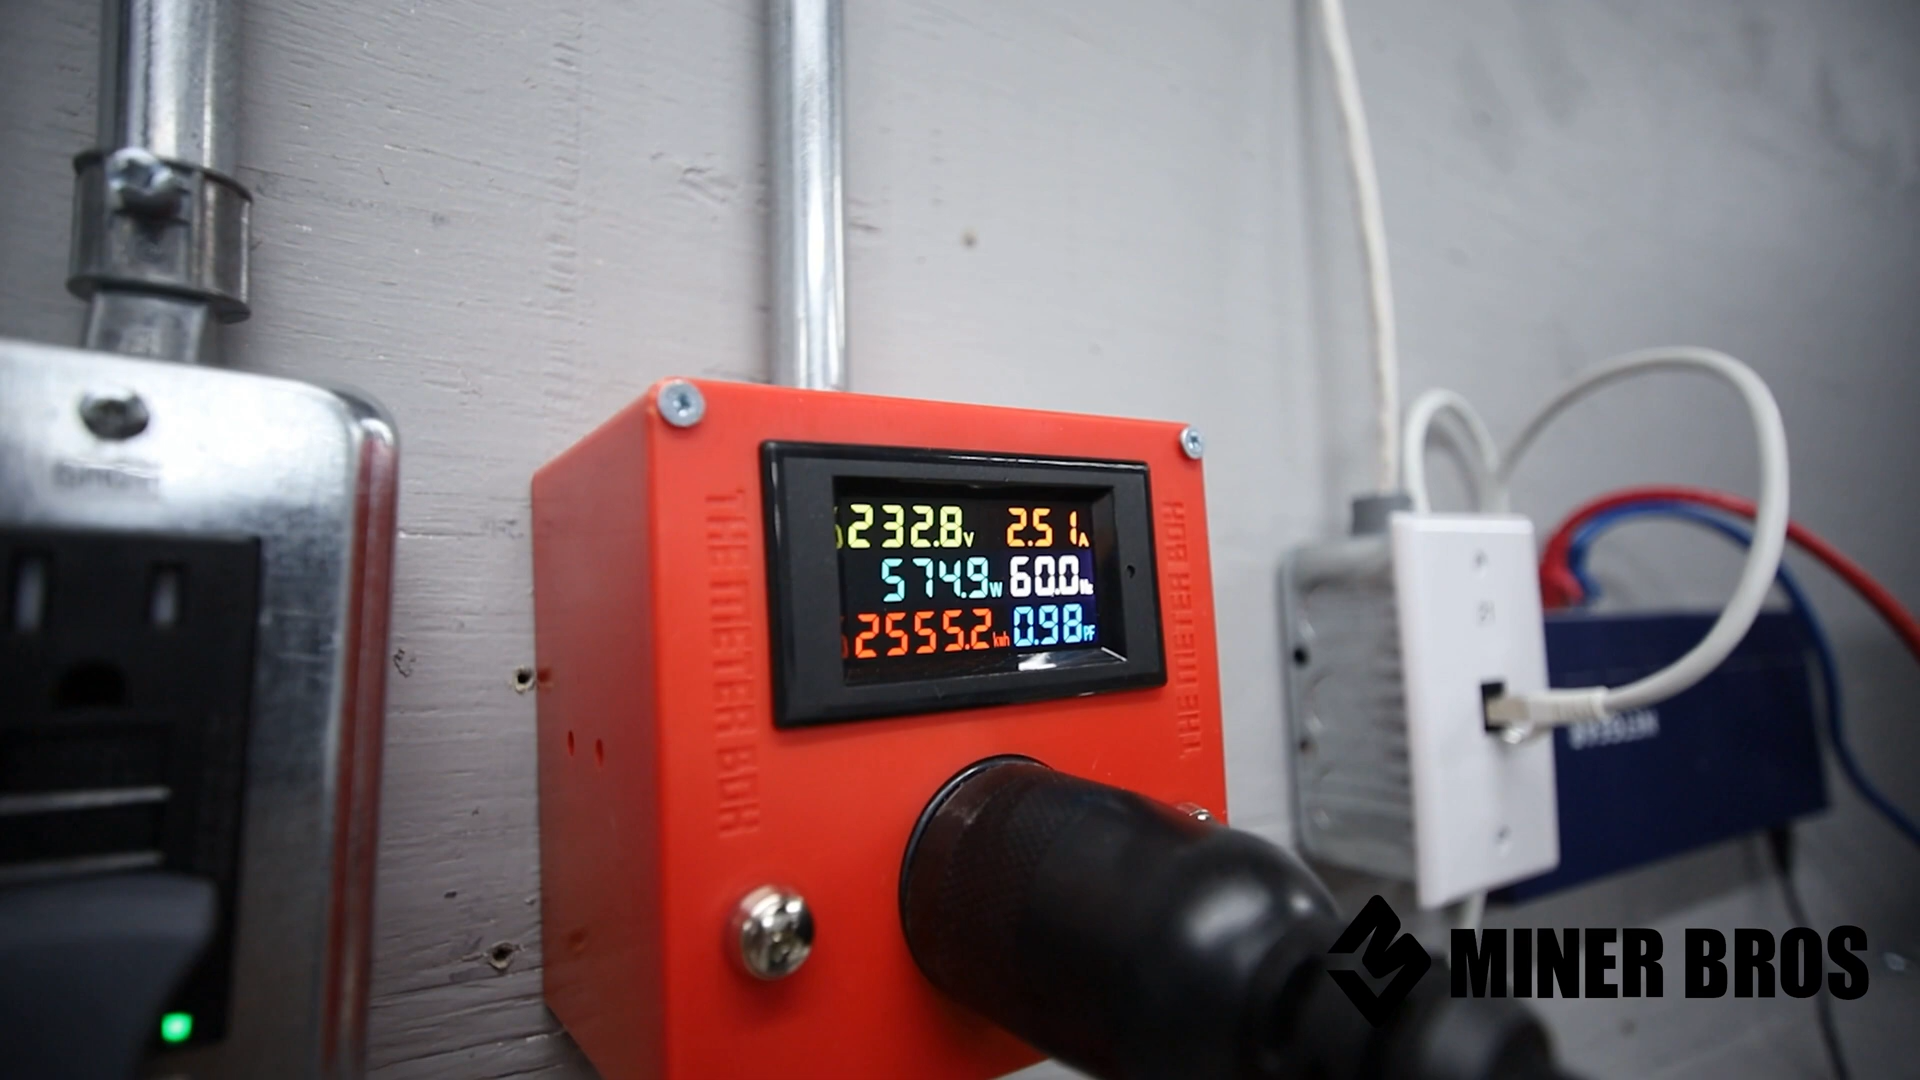 THE METER BOX
232.8V 2.51A
574.9W 60.0Hz
2555.2kwh 0.98PF
THE METER BOX
NETGEAR
MINER BROS